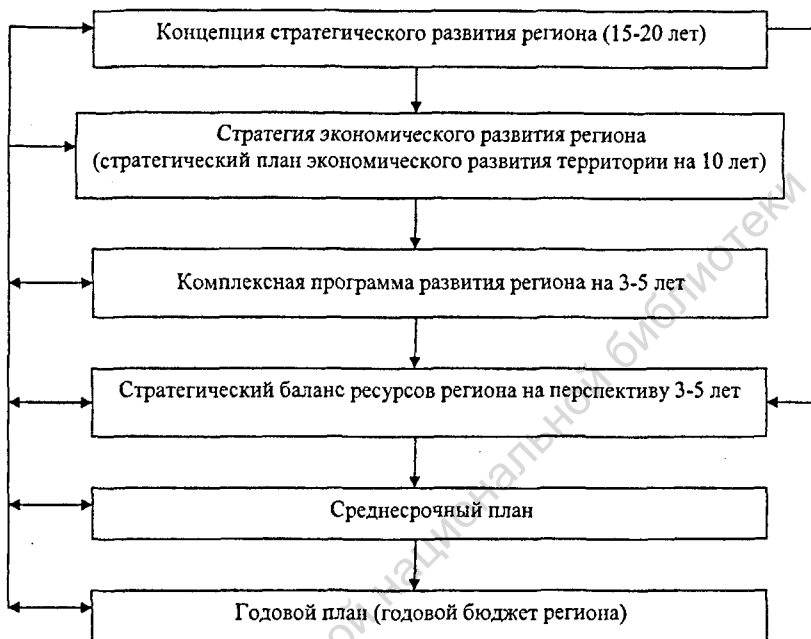 Концепция стратегического развития региона (15-20 лет)
Стратегия экономического развития региона
(стратегический план экономического развития территории на 10 лет)
Комплексная программа развития региона на 3-5 лет
Стратегический баланс ресурсов региона на перспективу 3-5 лет
Среднесрочный план
Годовой план (годовой бюджет региона)
национальной библиотеки